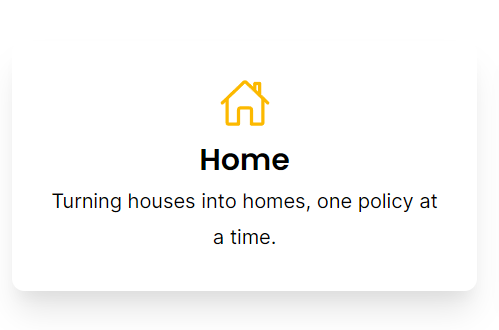 Home
Turning houses into homes, one policy at
a time.